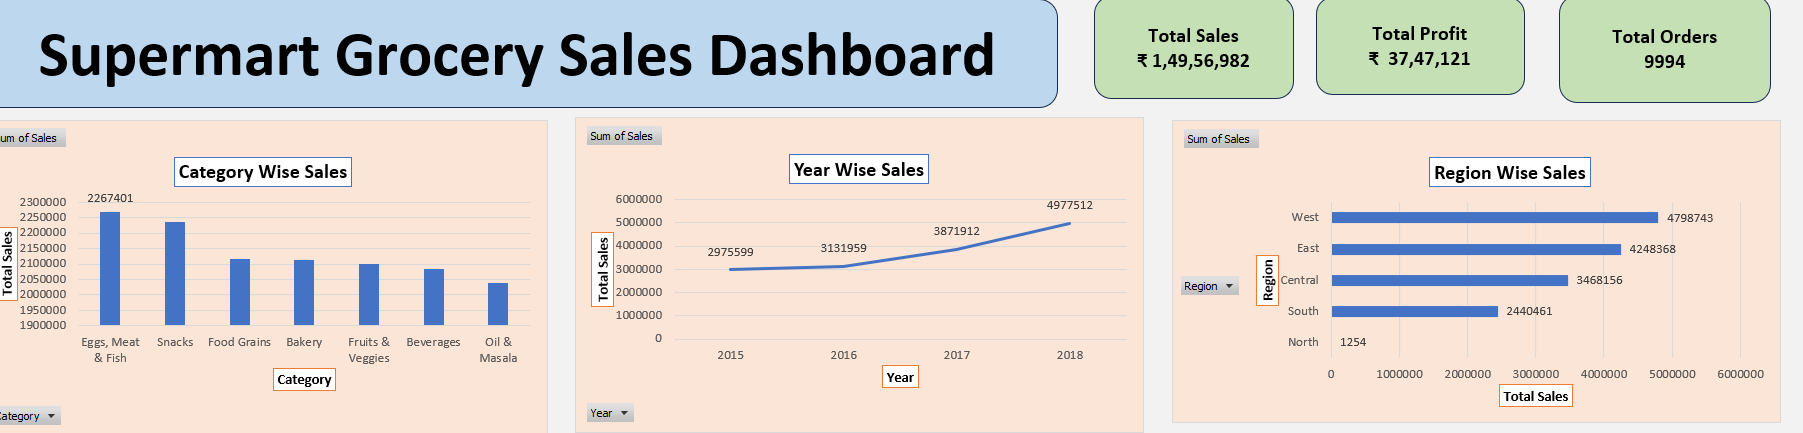 Supermart Grocery Sales Dashboard
Total Sales
₹ 1,49,56,982
Total Profit
₹ 37,47,121
Total Orders
9994
um of Sales
Category Wise Sales
2267401
2300000
2250000
2200000
2150000
2100000
2050000
2000000
1950000
1900000
Total Sales
Eggs, Meat & Fish
Snacks
Food Grains
Bakery
Fruits & Veggies
Beverages
Oil & Masala
Category
ategory
Sum of Sales
Year Wise Sales
6000000
5000000
4000000
3000000
2000000
1000000
0
Total Sales
2975599
3131959
3871912
4977512
2015
2016
2017
2018
Year
Year
Sum of Sales
Region Wise Sales
Region
Region
West
4798743
East
4248368
Central
3468156
South
2440461
North
1254
0
1000000
2000000
3000000
4000000
5000000
6000000
Total Sales